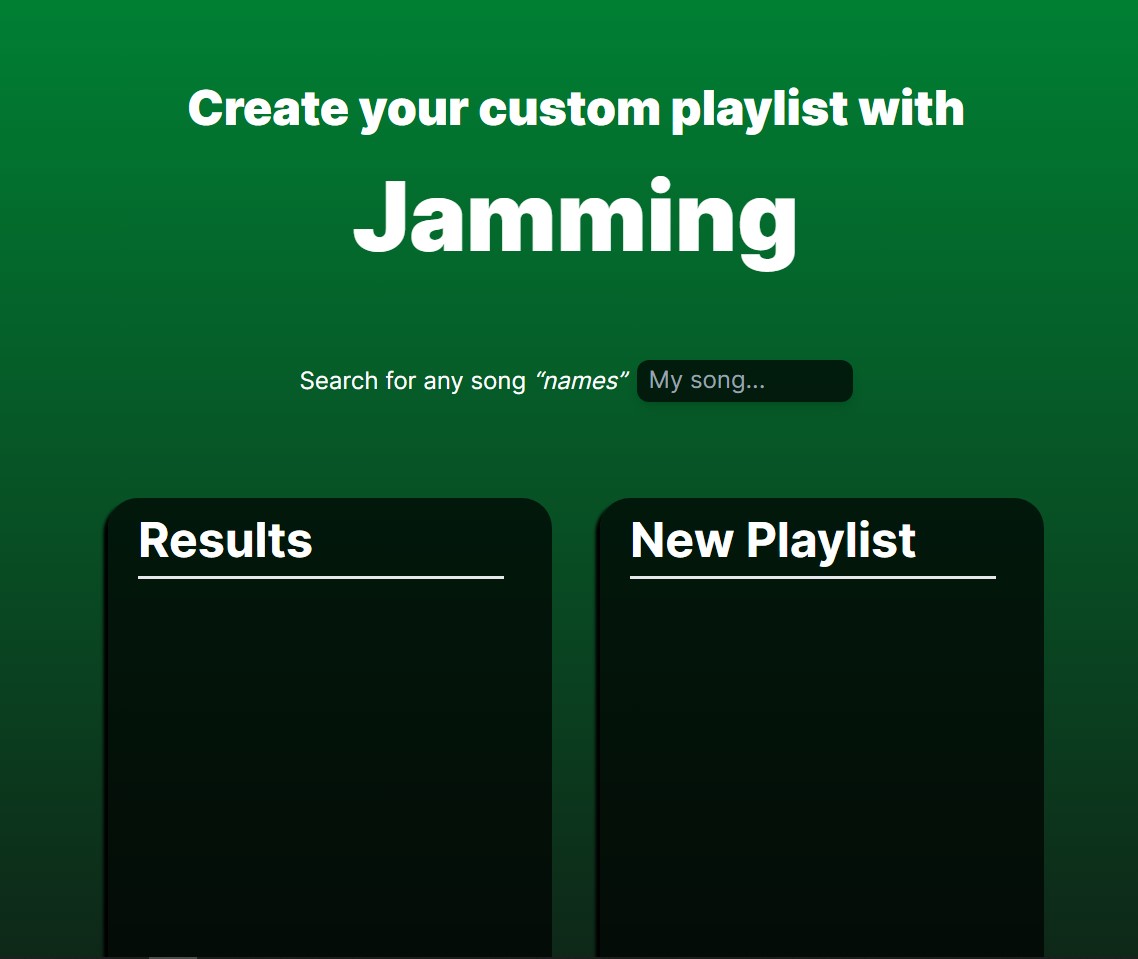 Create your custom playlist with
Jamming
Search for any song “names” My song...
Results
New Playlist